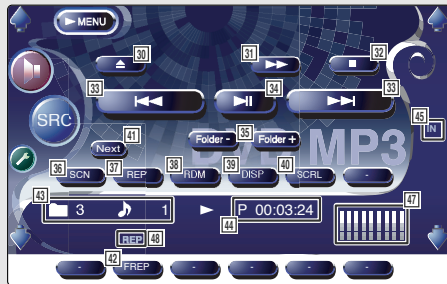 ►MENU
30 31 32
33 34 33
SRC
41 35 45
Next Folder - Folder + IN
MP3
36 37 38 39 40
SCN REP RDM DISP SCRL -
43 47
3 1 ► P 00:03:24
44
REP 48
42
- FREP - - - -